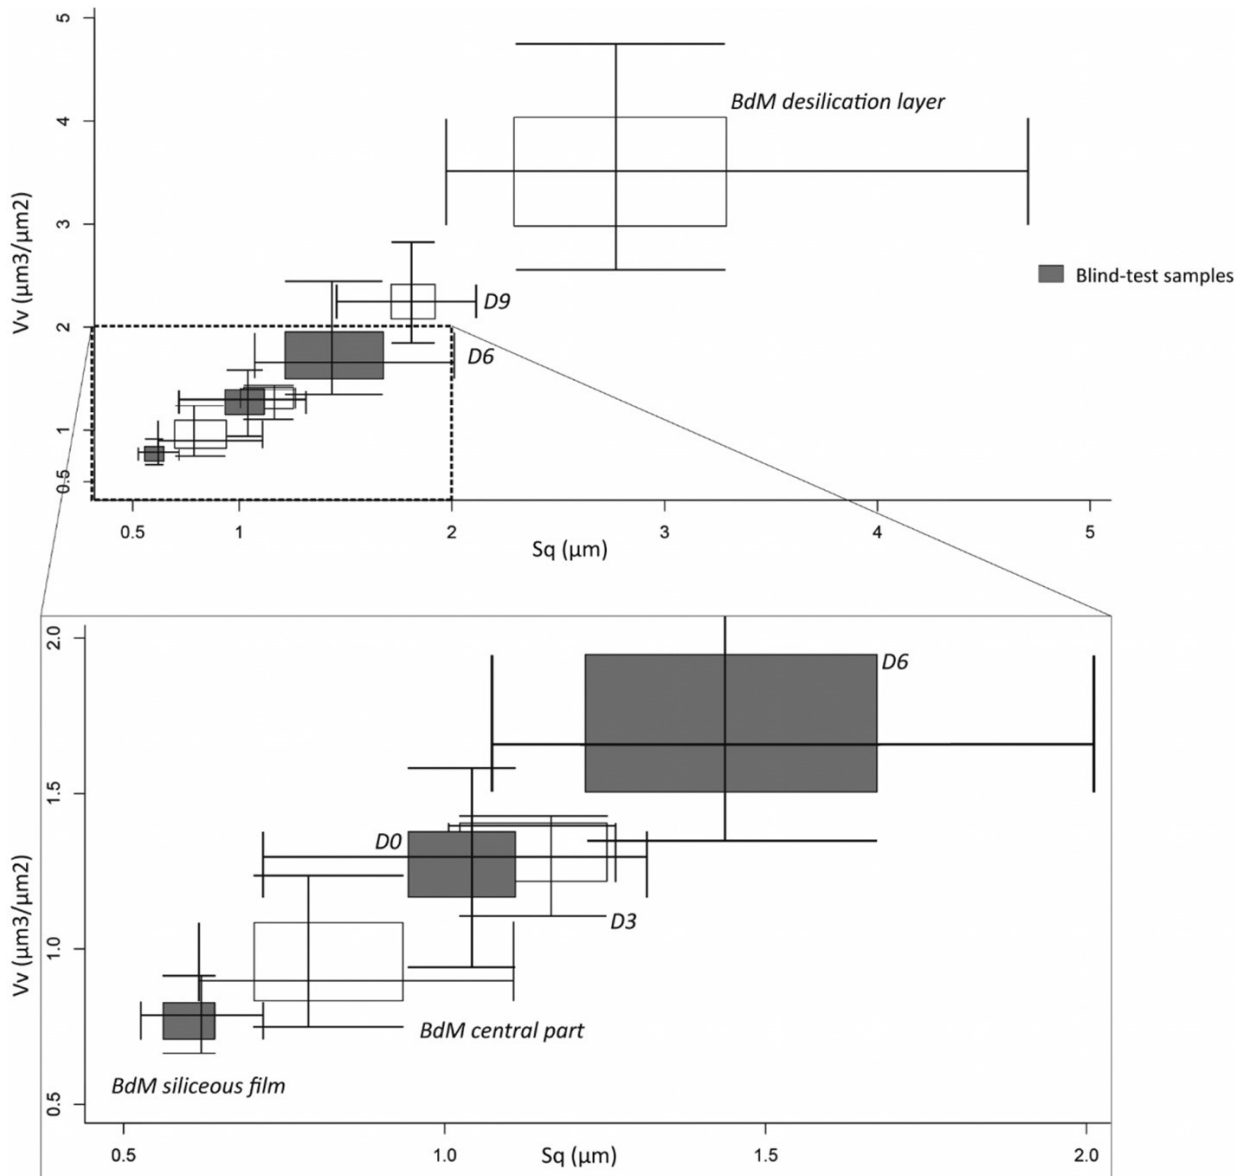 5
4
3
2
1
0.5
Vv (µm3/µm2)
BdM desilication layer
D9
D6
Blind-test samples
0.5 1 2 3 4 5
Sq (µm)
2.0
1.5
1.0
0.5
Vv (µm3/µm2)
D6
D0
D3
BdM central part
BdM siliceous film
0.5 1.0 1.5 2.0
Sq (µm)